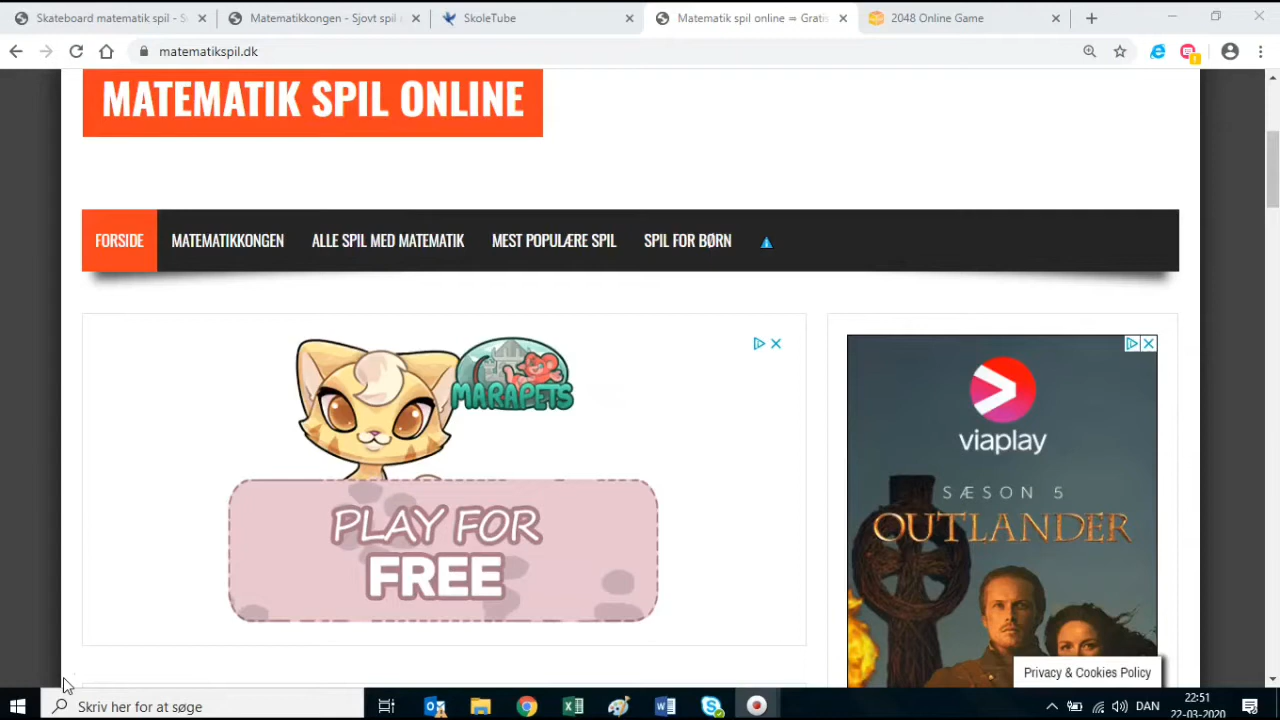 Skateboard matematik spil - S
Matematikkongen - Sjovt spil o
SkoleTube
Matematik spil online ⇒ Gratis
2048 Online Game
matematikspil.dk
MATEMATIK SPIL ONLINE
FORSIDE
MATEMATIKKONGEN
ALLE SPIL MED MATEMATIK
MEST POPULÆRE SPIL
SPIL FOR BØRN
MARAPETS
PLAY FOR
FREE
viaplay
SÆSON 5
OUTLANDER
Privacy & Cookies Policy
Skriv her for at søge
DAN
22:51
22-03-2020